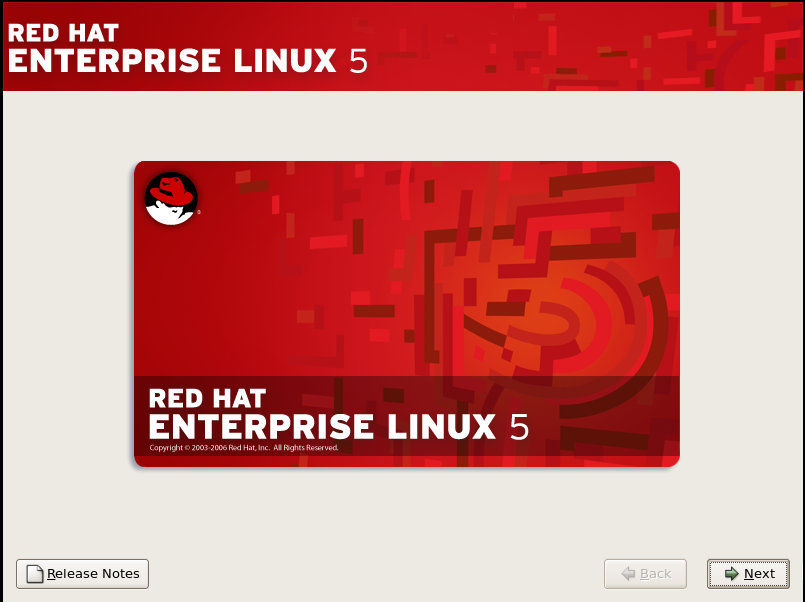 RED HAT
ENTERPRISE LINUX 5
®
RED HAT
ENTERPRISE LINUX 5
Copyright © 2003-2006 Red Hat, Inc. All Rights Reserved.
Release Notes
Back
Next